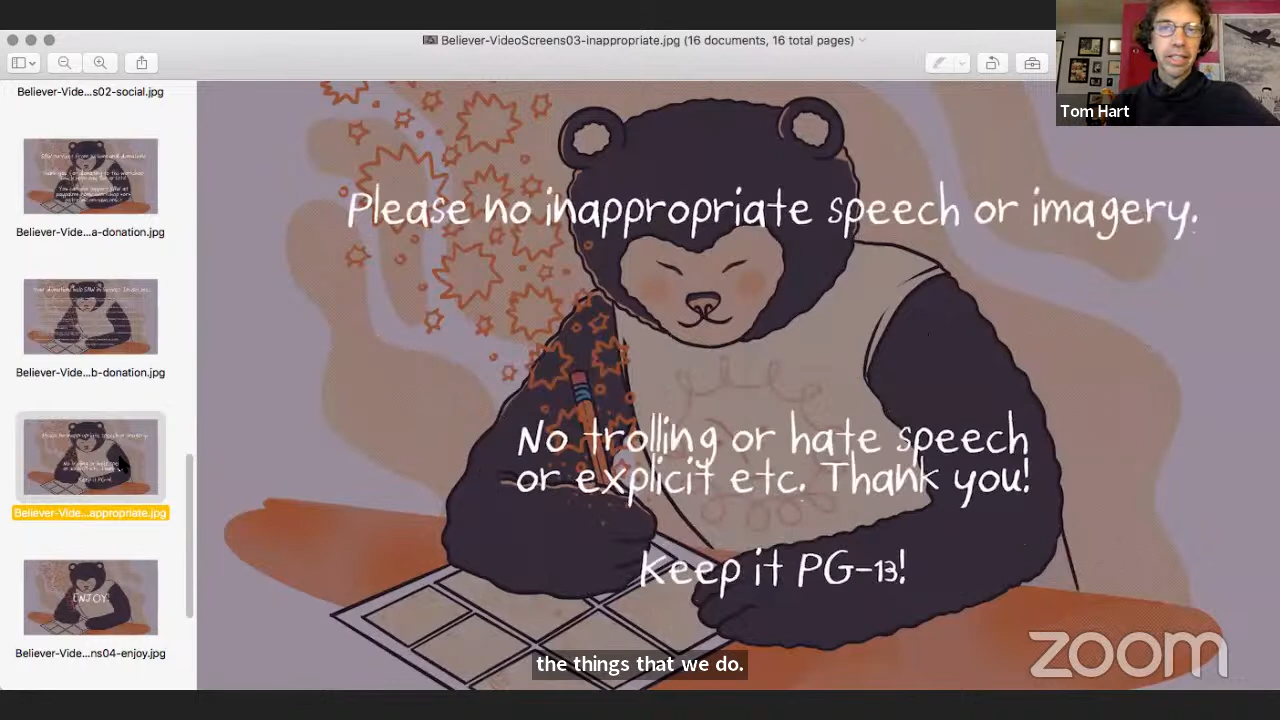 Believer-VideoScreens03-inappropriate.jpg (16 documents, 16 total pages)
Tom Hart
Believer-Vide...s02-social.jpg
Believer-Vide...a-donation.jpg
Believer-Vide...b-donation.jpg
Believer-Vide...appropriate.jpg
ENJOY!
Believer-Vide...ns04-enjoy.jpg
Please no inappropriate speech or imagery.
No trolling or hate speech
or explicit etc. Thank you!
Keep it PG-13!
the things that we do.
zoom